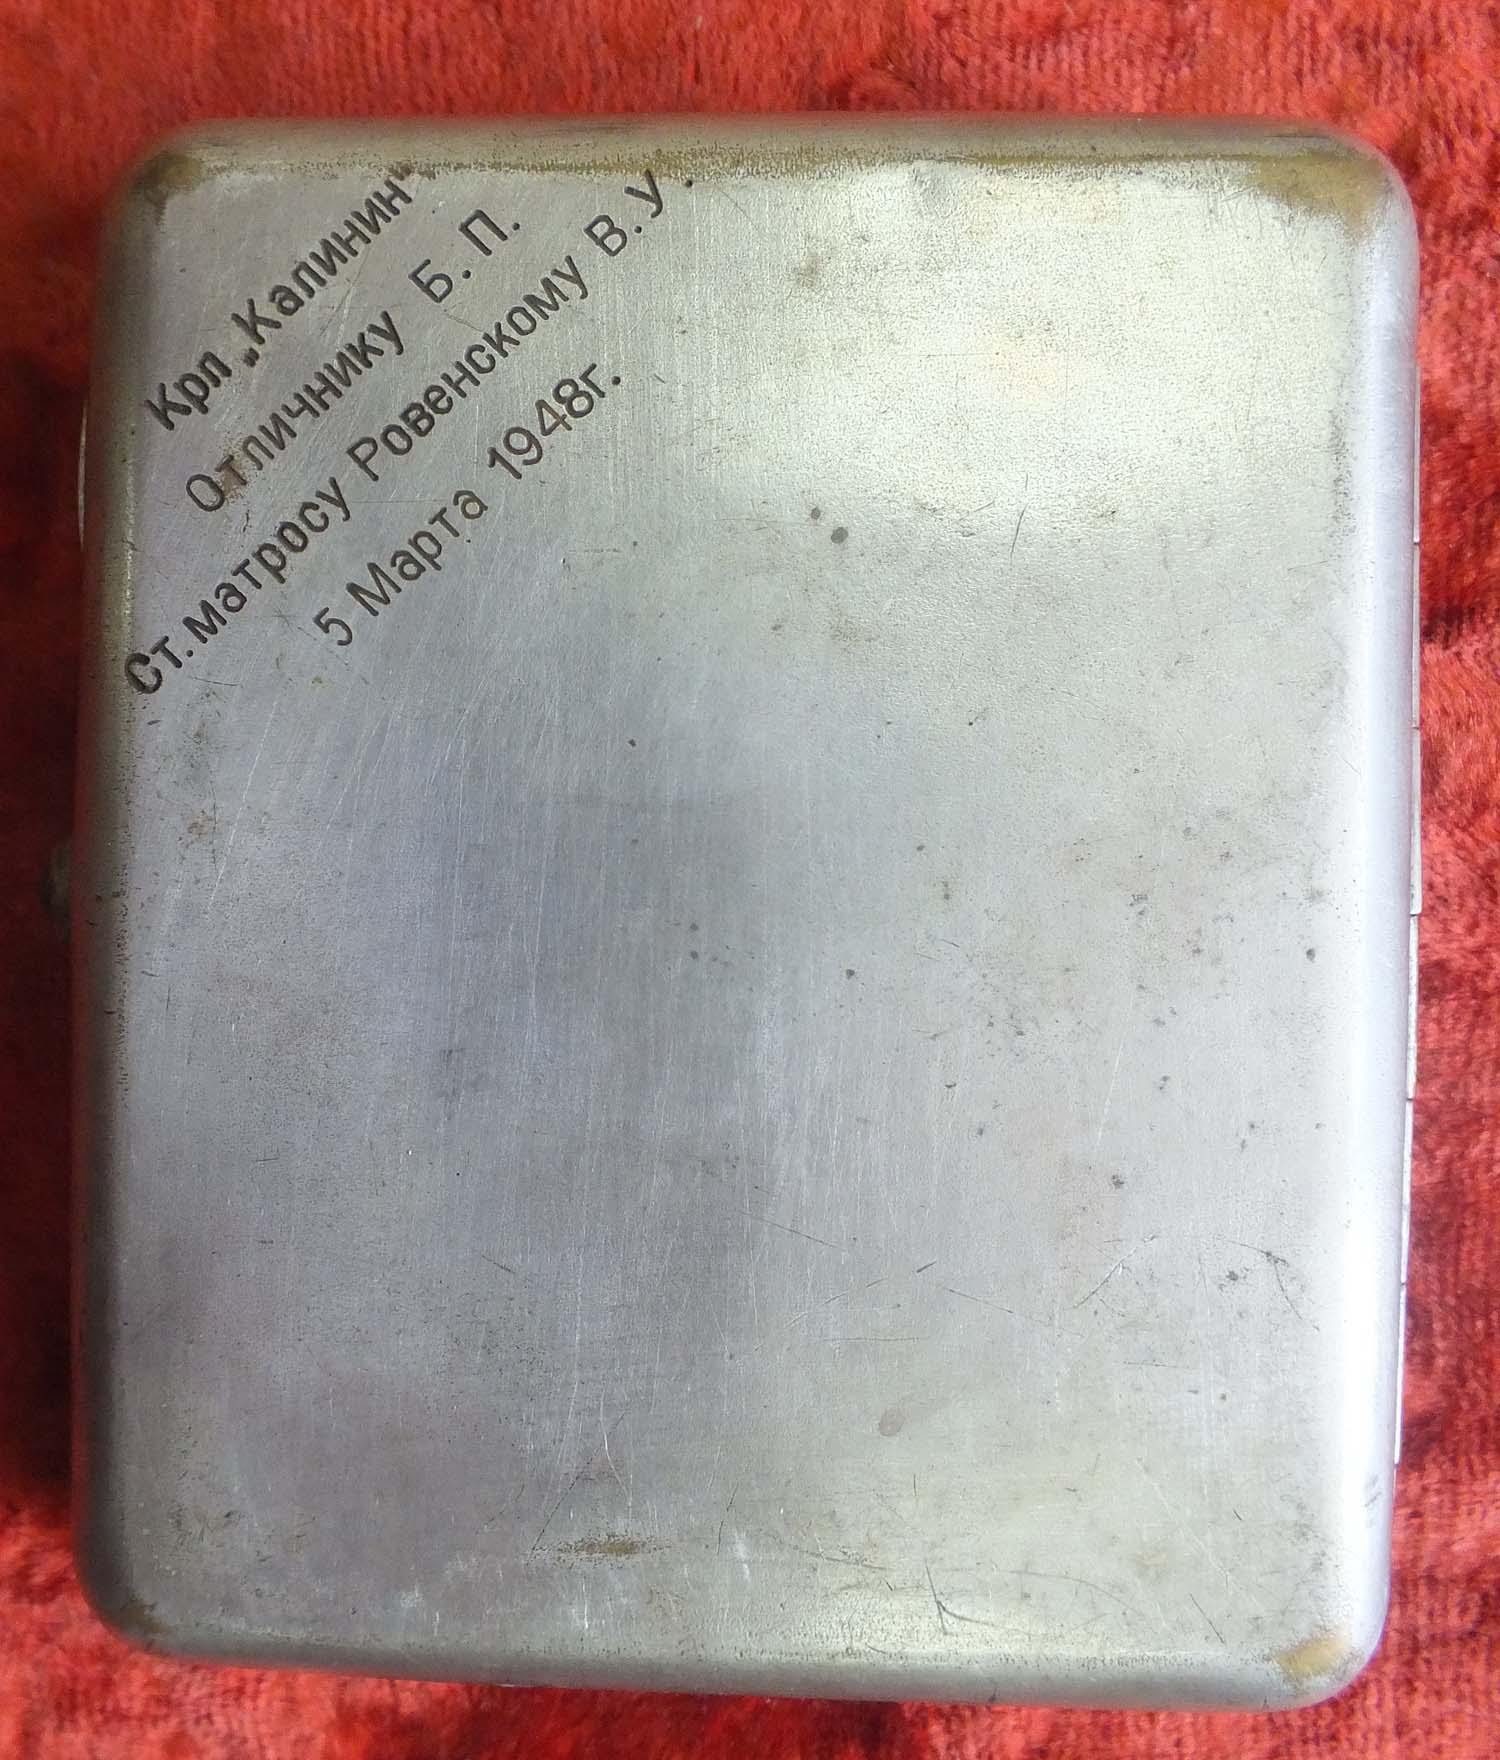 Крп „Калинин"
Отличнику Б. П.
Ст. матросу Ровенскому В. У
5 Марта 1948г.